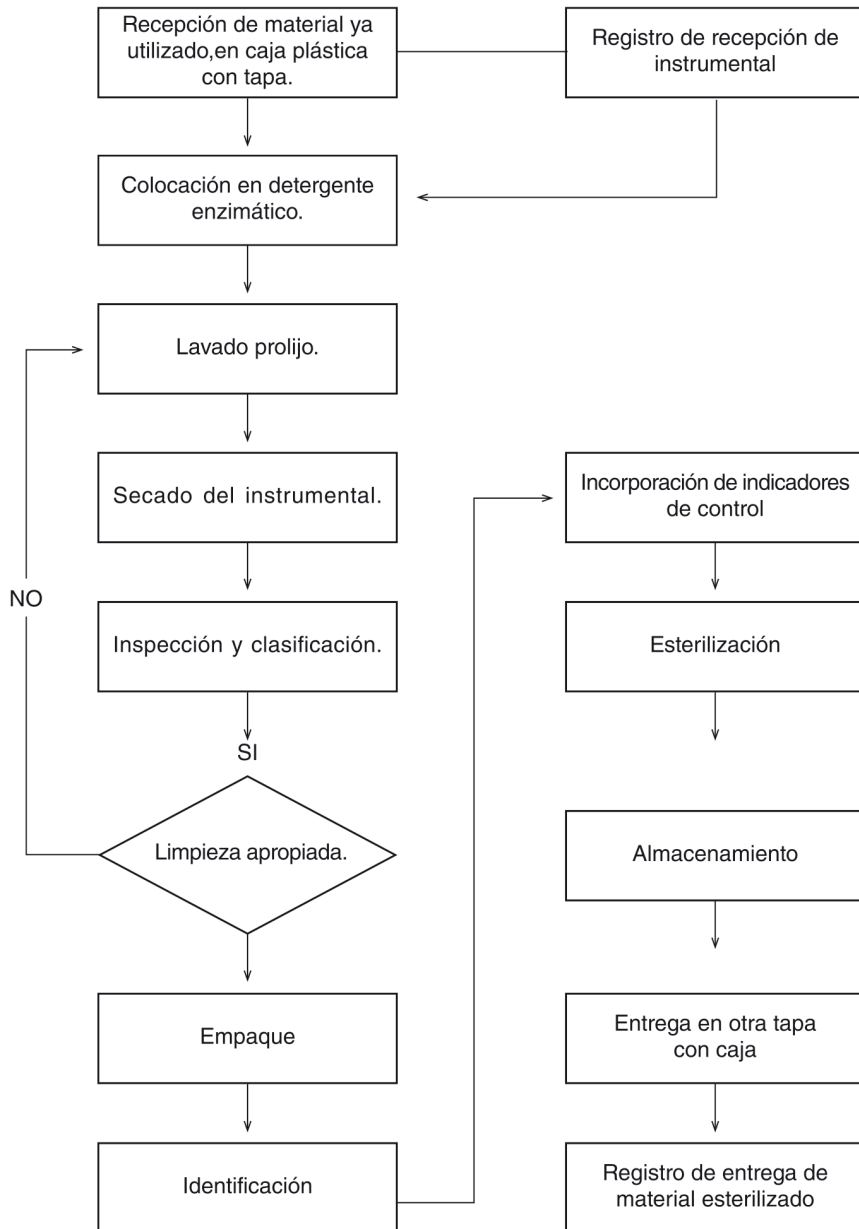 Recepción de material ya
utilizado,en caja plástica
con tapa.
Registro de recepción de
instrumental
Colocación en detergente
enzimático.
Lavado prolijo.
Secado del instrumental.
Inspección y clasificación.
NO
SI
Limpieza apropiada.
Empaque
Identificación
Incorporación de indicadores
de control
Esterilización
Almacenamiento
Entrega en otra tapa
con caja
Registro de entrega de
material esterilizado